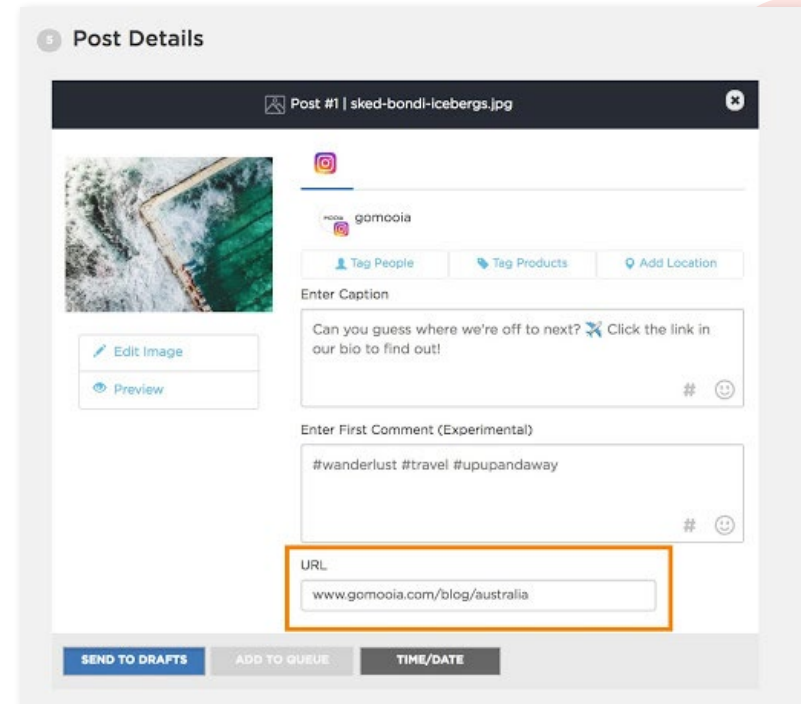 5 Post Details
Post #1 | sked-bondi-icebergs.jpg
gomooia
Tag People
Tag Products
Add Location
Enter Caption
Can you guess where we're off to next? ✈️ Click the link in
our bio to find out!
Edit Image
Preview
#
Enter First Comment (Experimental)
#wanderlust #travel #upupandaway
#
URL
www.gomooia.com/blog/australia
SEND TO DRAFTS
ADD TO QUEUE
TIME/DATE